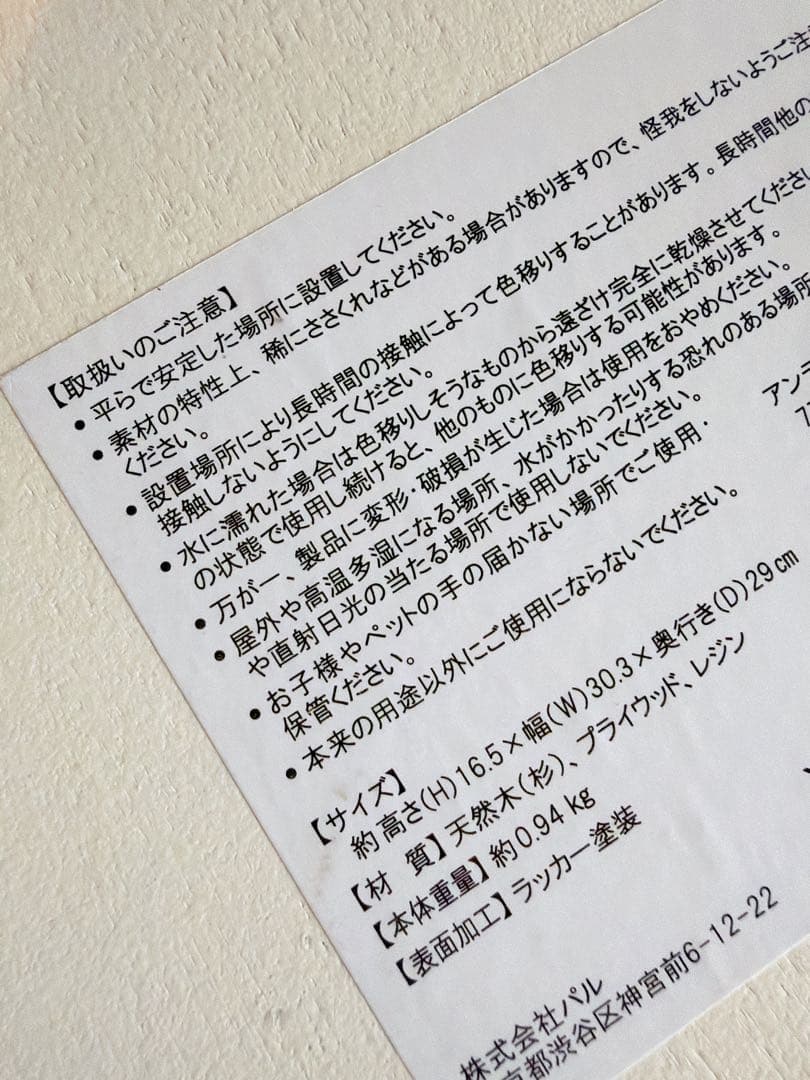 【取扱いのご注意】
• 平らで安定した場所に設置してください。
• 素材の特性上、稀にささくれなどがある場合がありますので、怪我をしないようご注意
ください。
• 設置場所により長時間の接触によって色移りすることがあります。長時間他の
接触しないようにしてください。
• 水に濡れた場合は色移りしそうなものから遠ざけ完全に乾燥させてください
の状態で使用し続けると、他のものに色移りする可能性があります。
• 万が一、製品に変形・破損が生じた場合は使用をおやめください。
• 屋外や高温多湿になる場所、水がかかったりする恐れのある場所
や直射日光の当たる場所で使用しないでください。
• お子様やペットの手の届かない場所でご使用・
保管ください。
• 本来の用途以外にご使用にならないでください。
【サイズ】
約 高さ(H)16.5×幅(W)30.3×奥行き(D)29cm
【材 質】天然木(杉)、プライウッド、レジン
【本体重量】約0.94kg
【表面加工】ラッカー塗装
アンテ
株式会社パル
京都渋谷区神宮前6-12-22